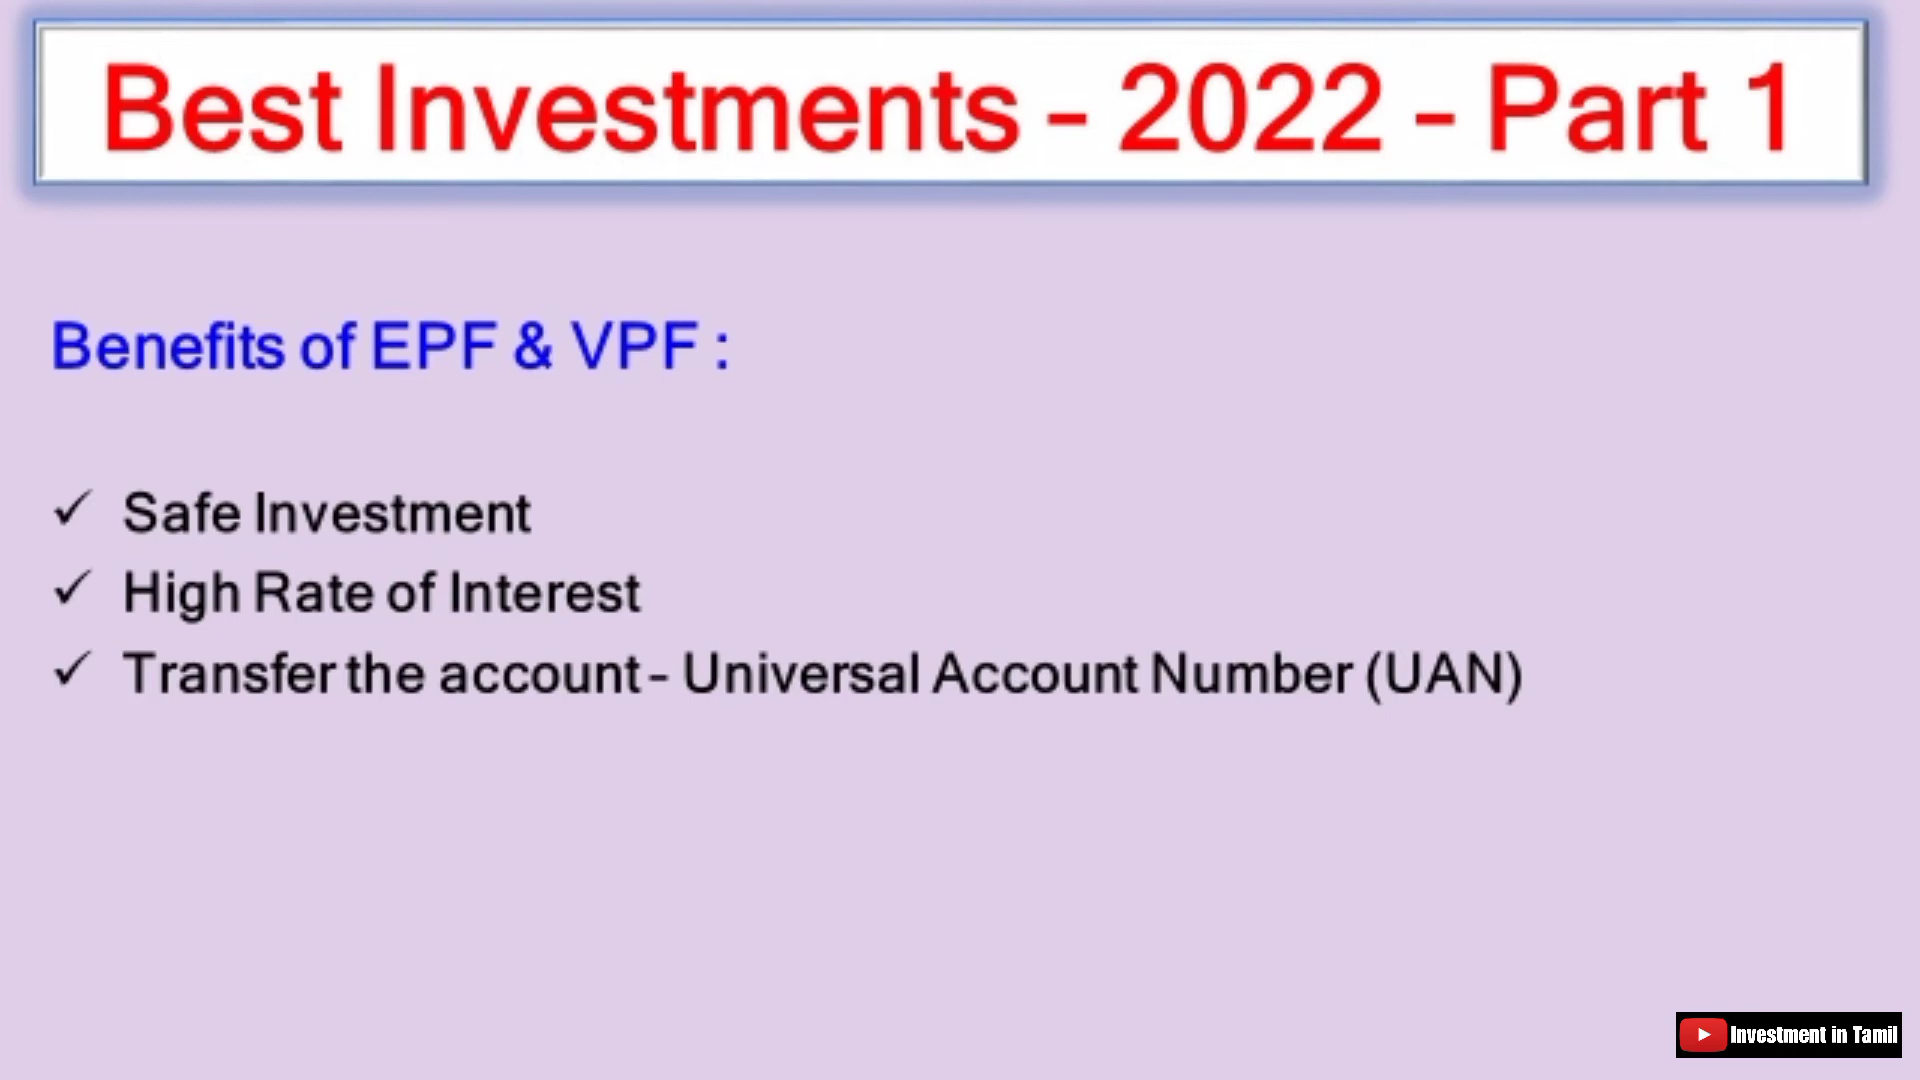 Best Investments - 2022 - Part 1
Benefits of EPF & VPF :
✓ Safe Investment
✓ High Rate of Interest
✓ Transfer the account - Universal Account Number (UAN)
Investment in Tamil